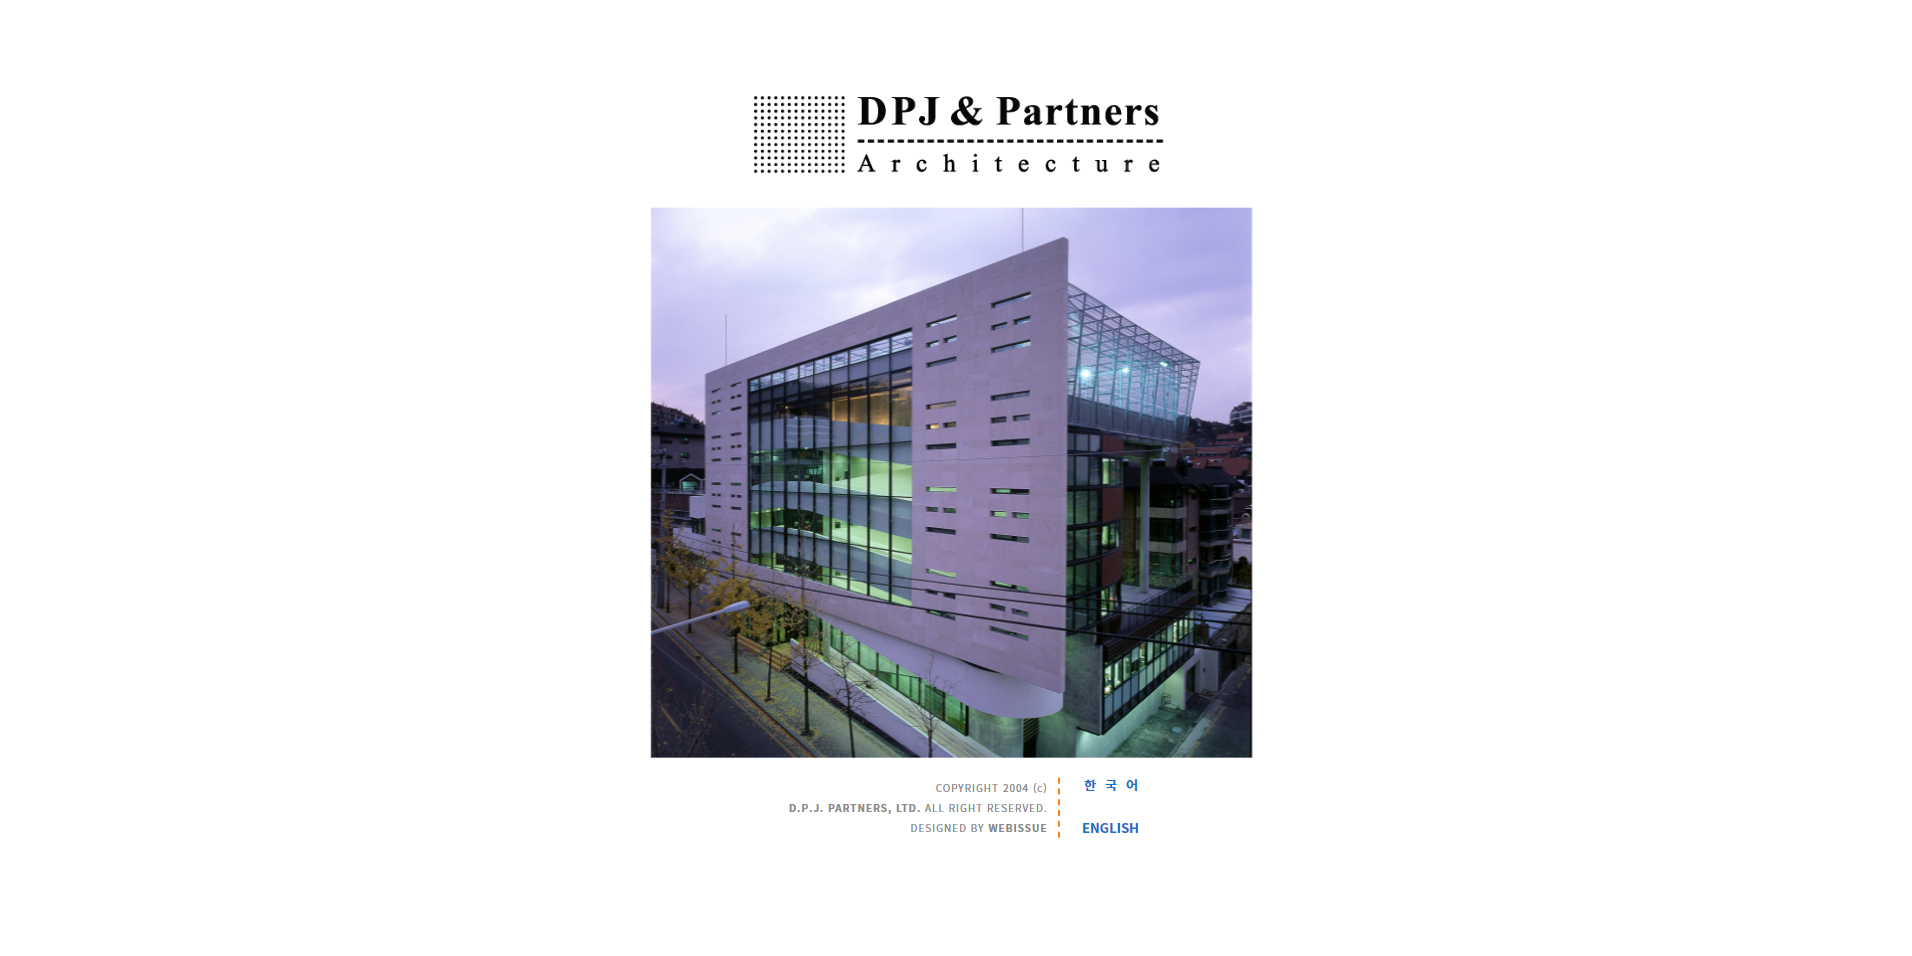 DPJ & Partners
Architecture
COPYRIGHT 2004 (c)
D.P.J. PARTNERS, LTD. ALL RIGHT RESERVED.
DESIGNED BY WEBISSUE
한 국 어
ENGLISH